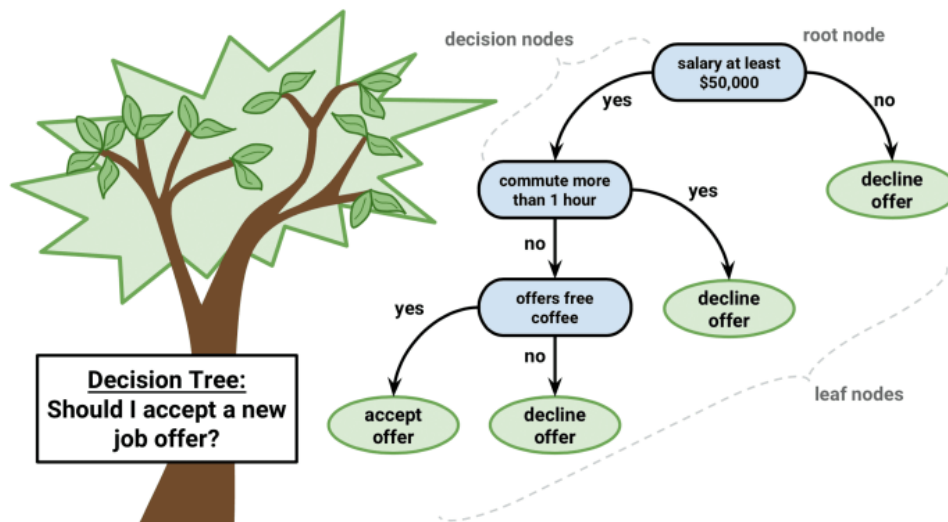 decision nodes
root node
salary at least
$50,000
yes
no
commute more
than 1 hour
yes
decline
offer
no
offers free
coffee
decline
offer
yes
no
Decision Tree:
Should I accept a new
job offer?
accept
offer
decline
offer
leaf nodes